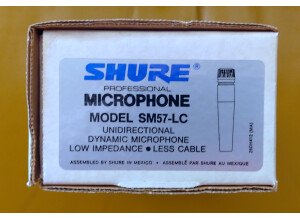 SHURE®
PROFESSIONAL
MICROPHONE
MODEL SM57-LC
UNIDIRECTIONAL
DYNAMIC MICROPHONE
LOW IMPEDANCE ● LESS CABLE
ASSEMBLED BY SHURE IN MEXICO • ASSEMBLÉ PAR SHURE AU MEXIQUE